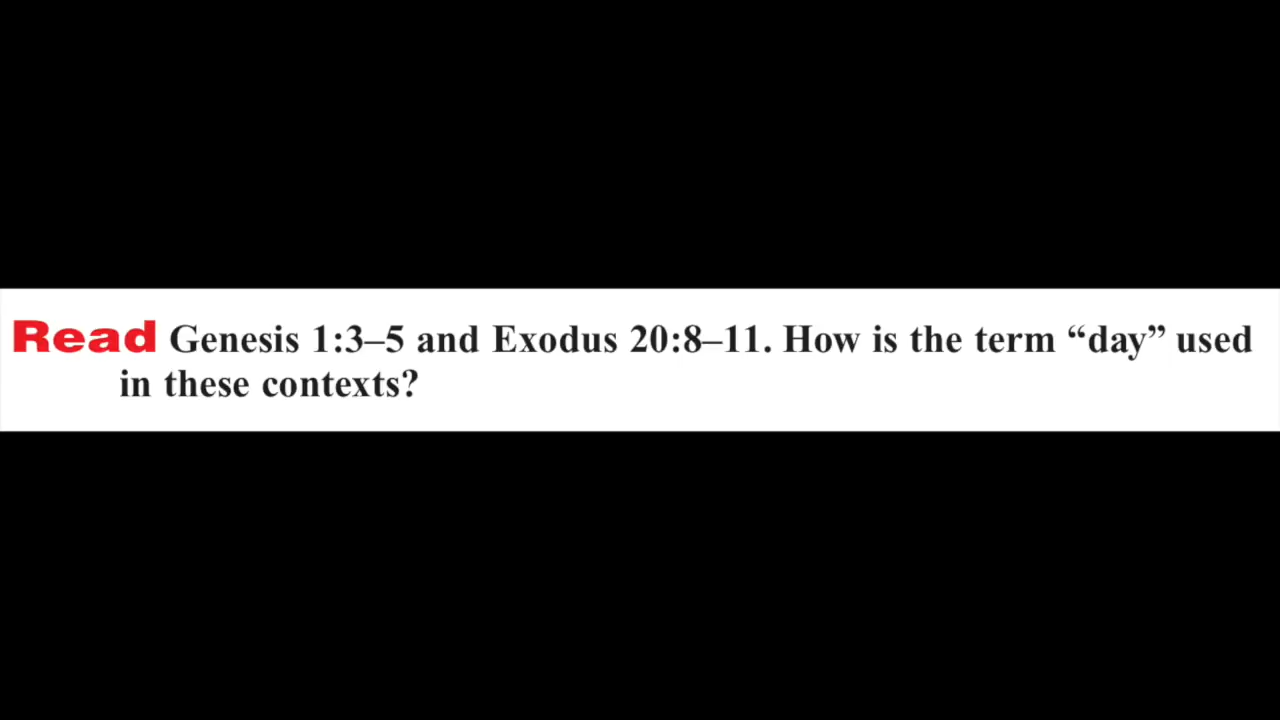 Read Genesis 1:3–5 and Exodus 20:8–11. How is the term “day” used
in these contexts?